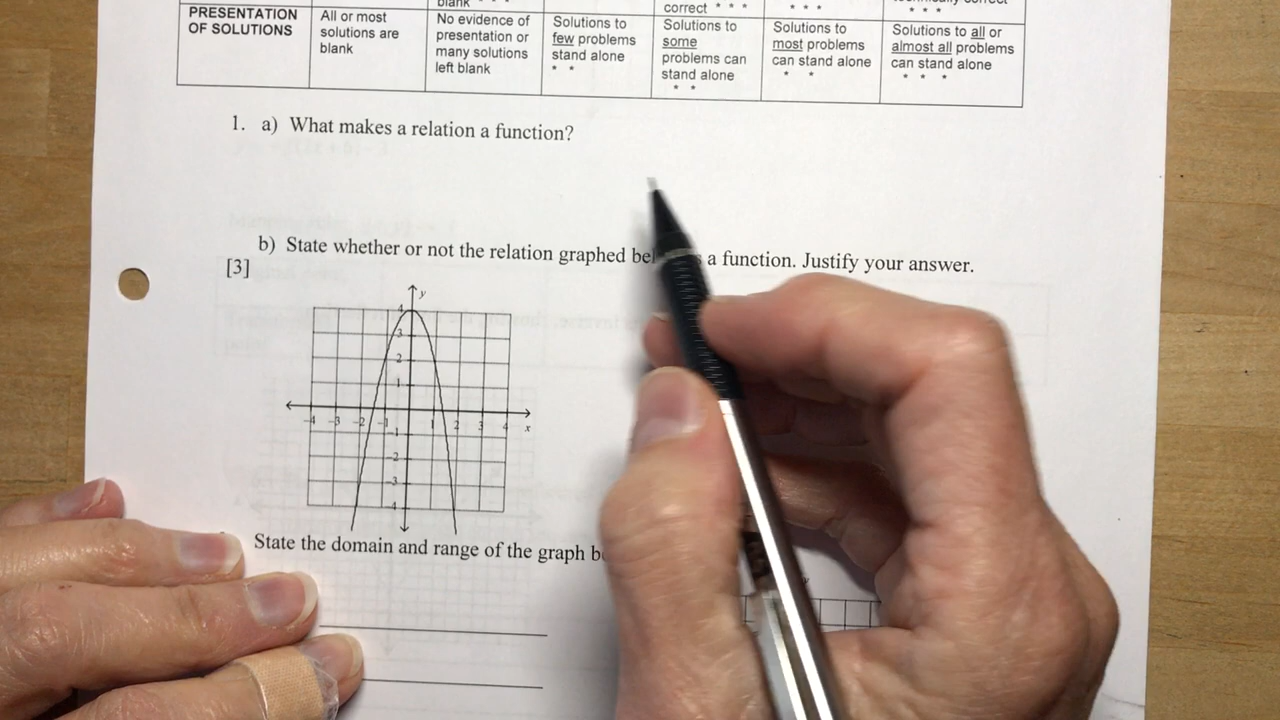 blank * * *
correct * * *
* * *
technically correct
* * *
PRESENTATION
OF SOLUTIONS
All or most
solutions are
blank
No evidence of
presentation or
many solutions
left blank
Solutions to
few problems
stand alone
* *
Solutions to
some
problems can
stand alone
* *
Solutions to
most problems
can stand alone
* *
Solutions to all or
almost all problems
can stand alone
* * *
1. a) What makes a relation a function?
b) State whether or not the relation graphed a function. Justify your answer.
[3]
y
4
3
2
1
-4 -3 -2 -1 1 2 3 4
x
-1
-2
-3
-4
State the domain and range of the graph
y